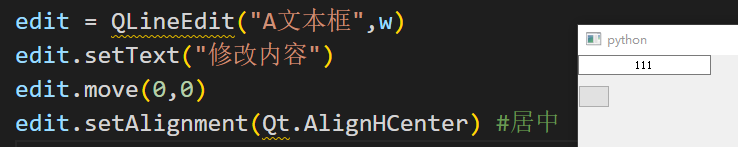 edit = QLineEdit("A文本框",w)
edit.setText("修改内容")
edit.move(0,0)
edit.setAlignment(Qt.AlignHCenter) #居中
python
111